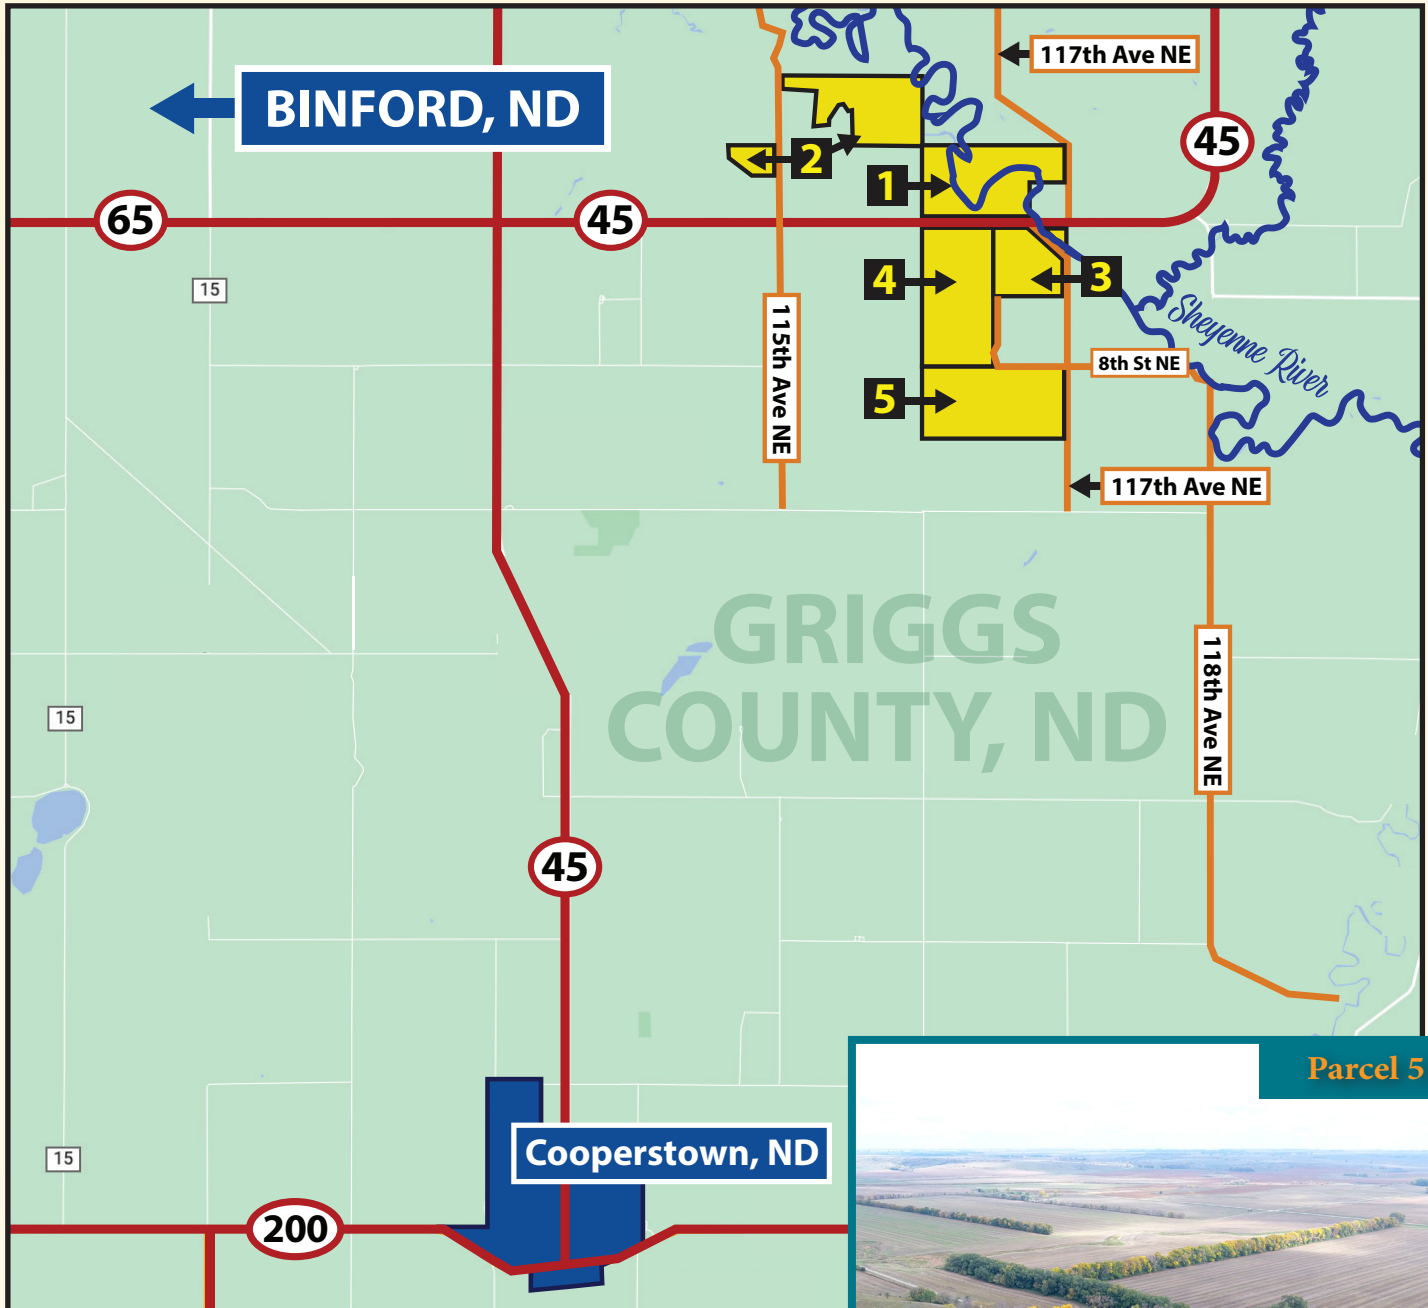 117th Ave NE
BINFORD, ND
45
2
1
65
45
15
4
3
115th Ave NE
Sheyenne River
8th St NE
5
117th Ave NE
GRIGGS
COUNTY, ND
118th Ave NE
15
45
Parcel 5
Cooperstown, ND
15
200